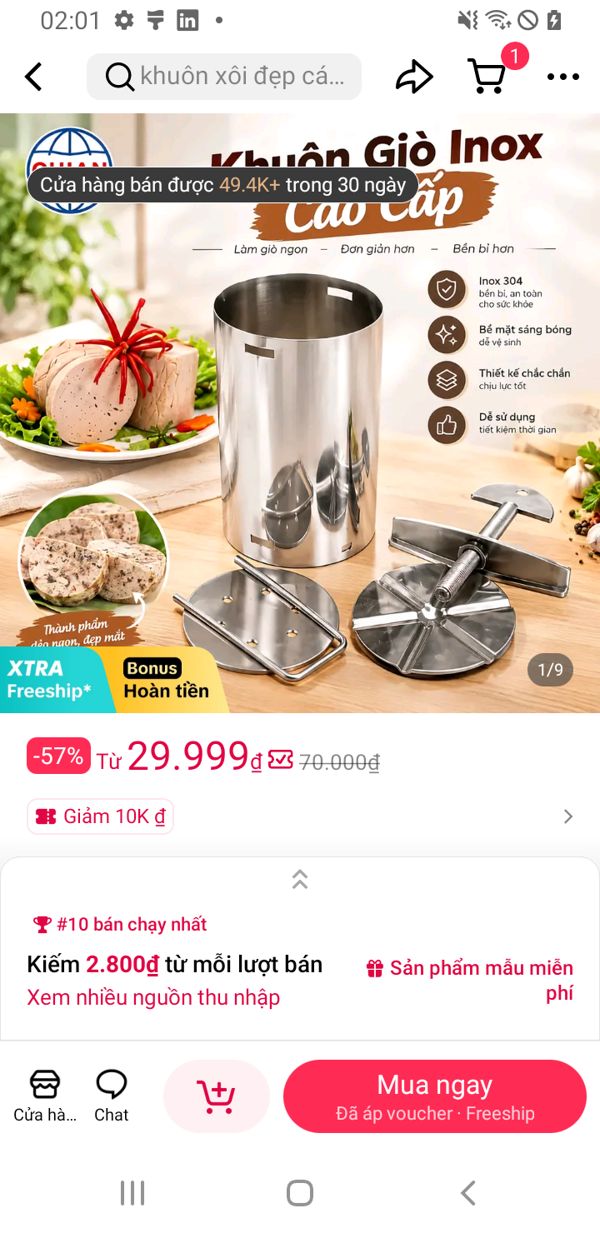 02:01
khuôn xôi đẹp cá...
1
Khuôn Giò Inox
Cửa hàng bán được 49.4K+ trong 30 ngày
Cao Cấp
Làm giò ngon – Đơn giản hơn – Bền bỉ hơn
Inox 304
bền bỉ, an toàn
cho sức khỏe
Bề mặt sáng bóng
dễ vệ sinh
Thiết kế chắc chắn
chịu lực tốt
Dễ sử dụng
tiết kiệm thời gian
Thành phẩm
dẻo ngon, đẹp mắt
XTRA
Freeship*
Bonus
Hoàn tiền
1/9
-57% Từ 29.999₫ 70.000₫
Giảm 10K ₫
#10 bán chạy nhất
Kiếm 2.800₫ từ mỗi lượt bán
Xem nhiều nguồn thu nhập
Sản phẩm mẫu miễn
phí
Cửa hà...
Chat
Mua ngay
Đã áp voucher · Freeship